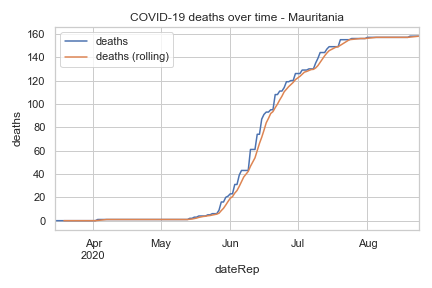 COVID-19 deaths over time - Mauritania
deaths
deaths (rolling)
160
140
120
100
80
60
40
20
0
deaths
Apr
2020
May
Jun
Jul
Aug
dateRep